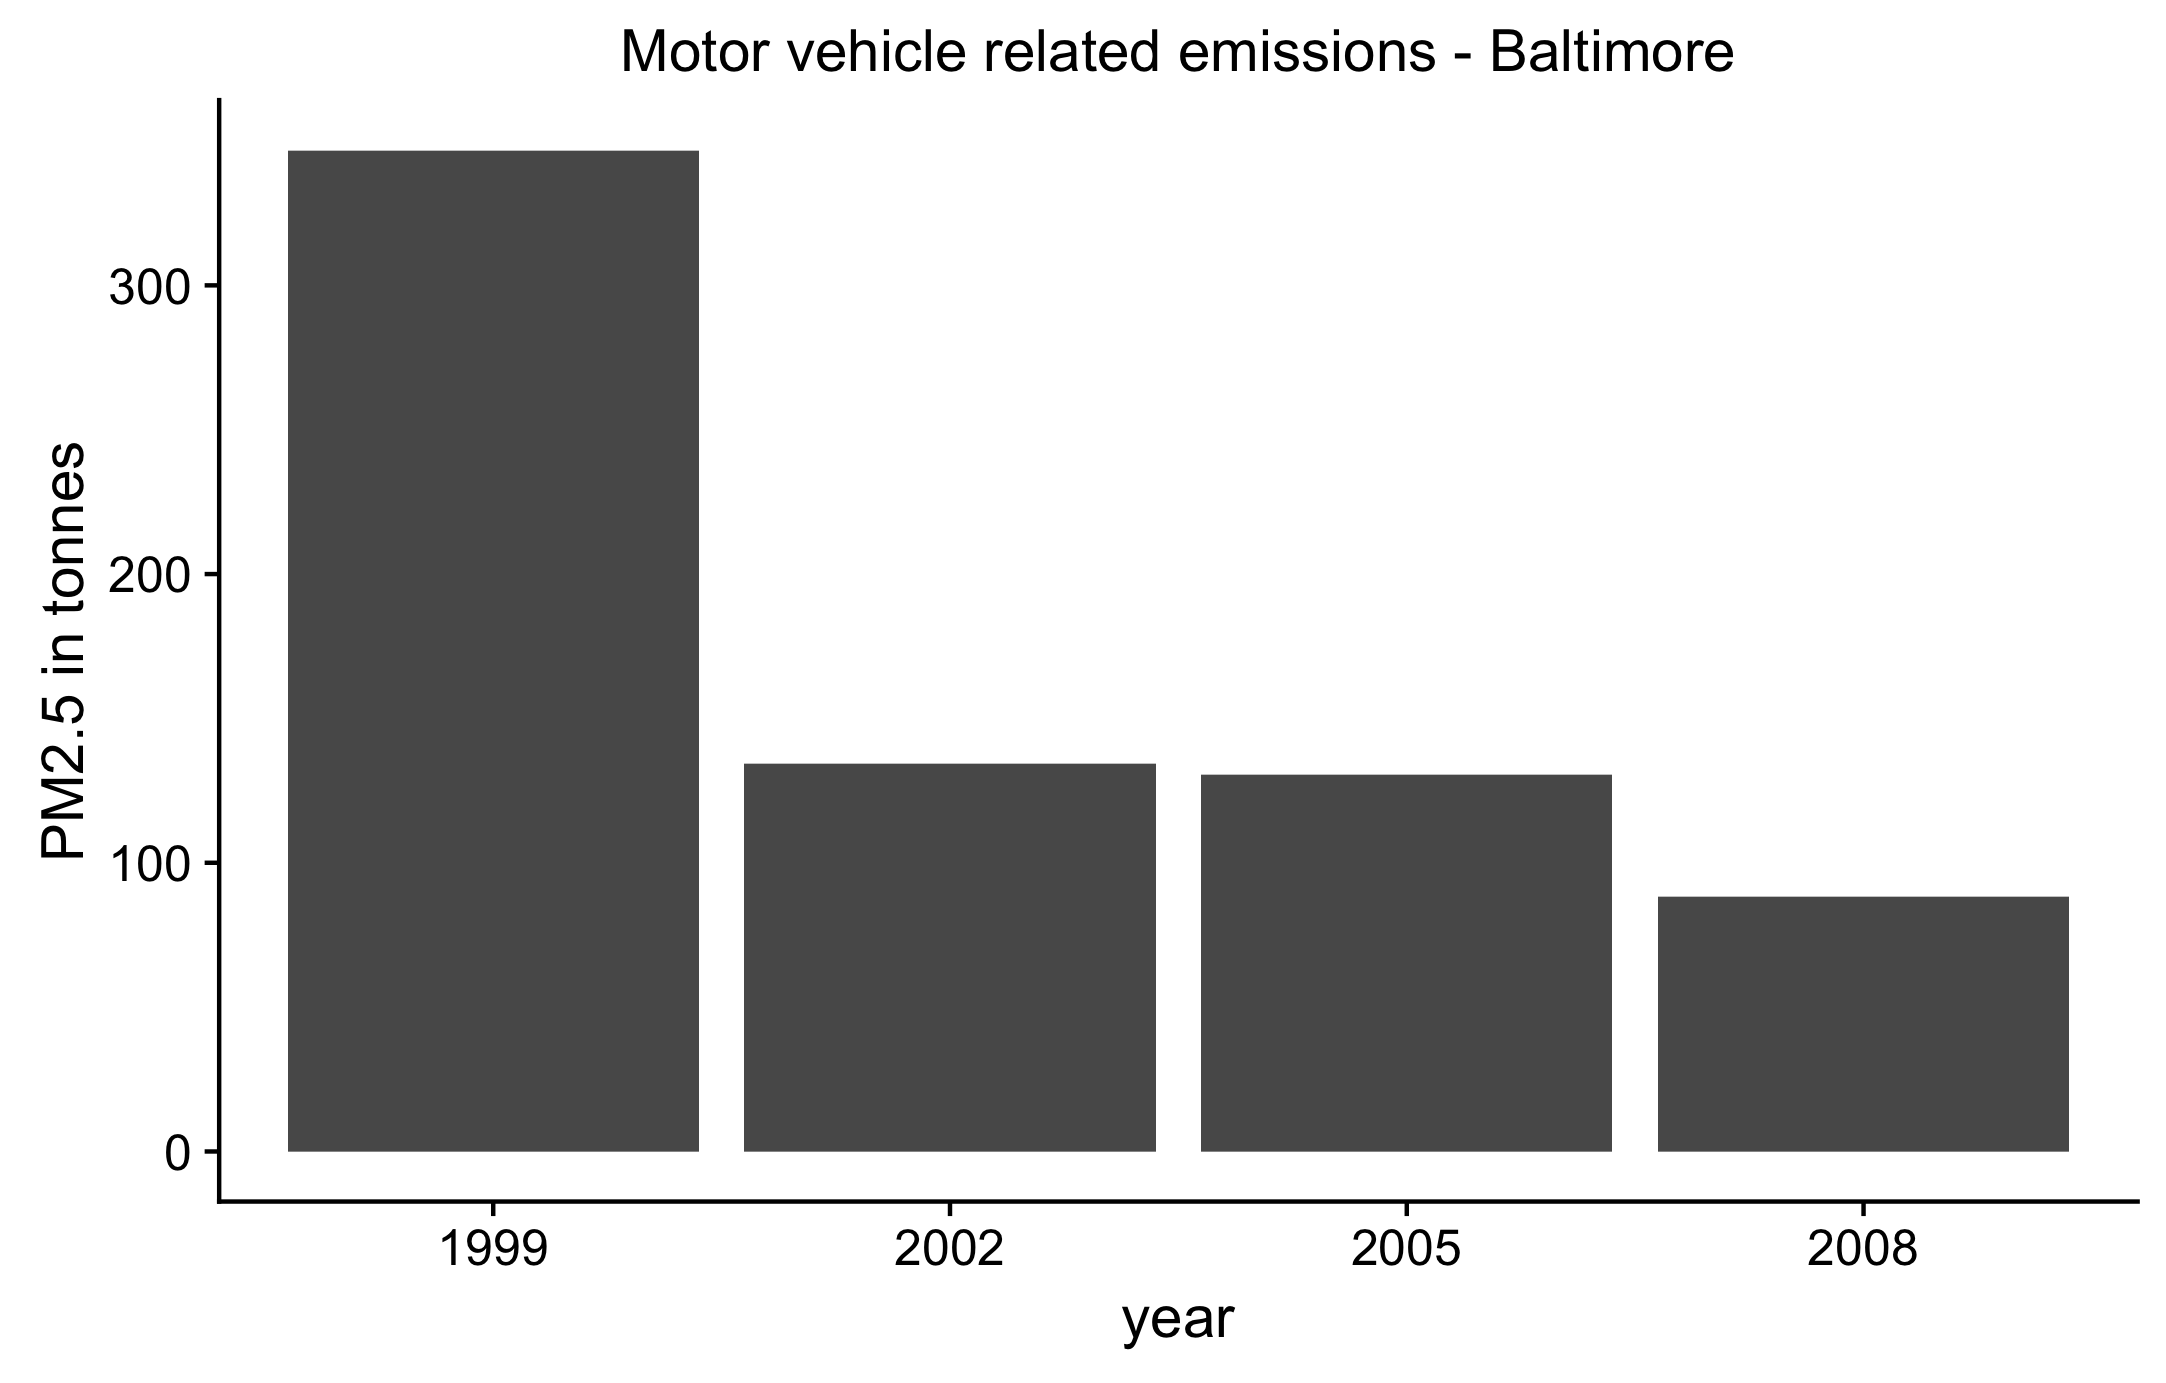 Motor vehicle related emissions - Baltimore
PM2.5 in tonnes
300
200
100
0
1999 2002 2005 2008
year